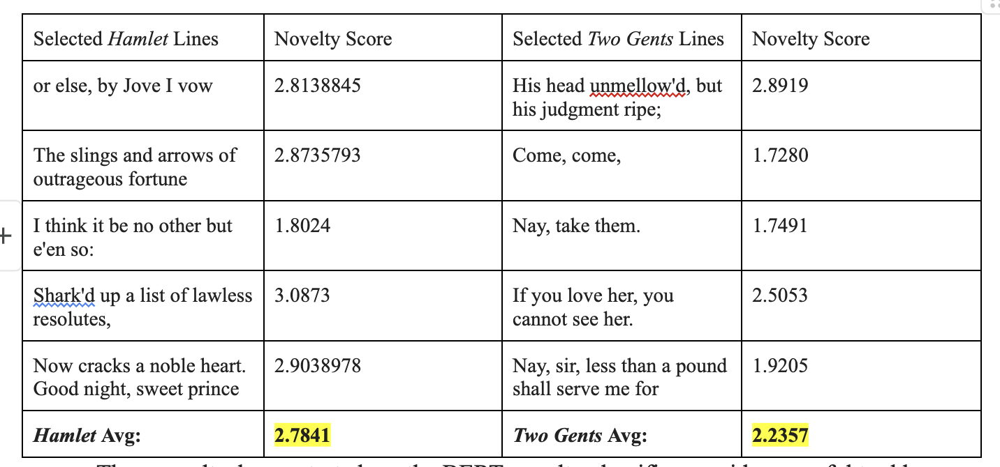 Selected Hamlet Lines
Novelty Score
Selected Two Gents Lines
Novelty Score
or else, by Jove I vow
2.8138845
His head unmellow'd, but
his judgment ripe;
2.8919
The slings and arrows of
outrageous fortune
2.8735793
Come, come,
1.7280
I think it be no other but
e'en so:
1.8024
Nay, take them.
1.7491
Shark'd up a list of lawless
resolutes,
3.0873
If you love her, you
cannot see her.
2.5053
Now cracks a noble heart.
Good night, sweet prince
2.9038978
Nay, sir, less than a pound
shall serve me for
1.9205
Hamlet Avg:
2.7841
Two Gents Avg:
2.2357